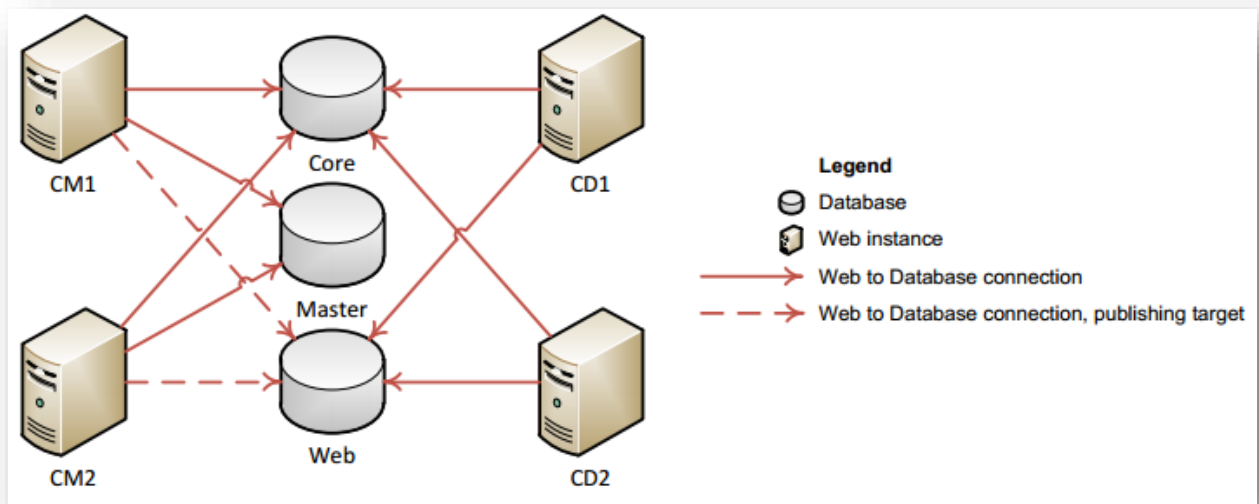 CM1
Core
CD1
Master
CM2
Web
CD2
Legend
Database
Web instance
Web to Database connection
Web to Database connection, publishing target